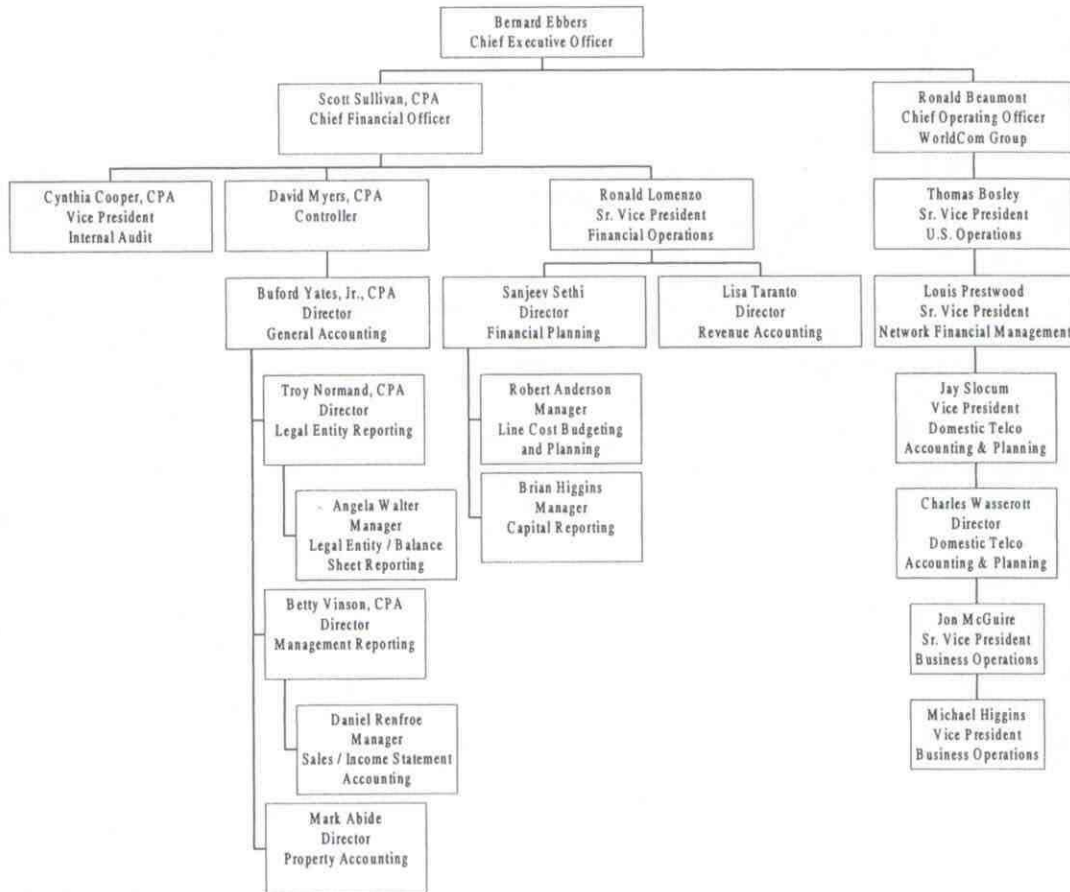 Bernard Ebbers
Chief Executive Officer
Scott Sullivan, CPA
Chief Financial Officer
Ronald Beaumont
Chief Operating Officer
WorldCom Group
Cynthia Cooper, CPA
Vice President
Internal Audit
David Myers, CPA
Controller
Ronald Lomenzo
Sr. Vice President
Financial Operations
Thomas Bosley
Sr. Vice President
U.S. Operations
Buford Yates, Jr., CPA
Director
General Accounting
Sanjeev Sethi
Director
Financial Planning
Lisa Taranto
Director
Revenue Accounting
Louis Prestwood
Sr. Vice President
Network Financial Management
Troy Normand, CPA
Director
Legal Entity Reporting
Robert Anderson
Manager
Line Cost Budgeting
and Planning
Jay Slocum
Vice President
Domestic Telco
Accounting & Planning
Angela Walter
Manager
Legal Entity / Balance
Sheet Reporting
Brian Higgins
Manager
Capital Reporting
Charles Wasserott
Director
Domestic Telco
Accounting & Planning
Betty Vinson, CPA
Director
Management Reporting
Jon McGuire
Sr. Vice President
Business Operations
Daniel Renfroe
Manager
Sales / Income Statement
Accounting
Michael Higgins
Vice President
Business Operations
Mark Abide
Director
Property Accounting